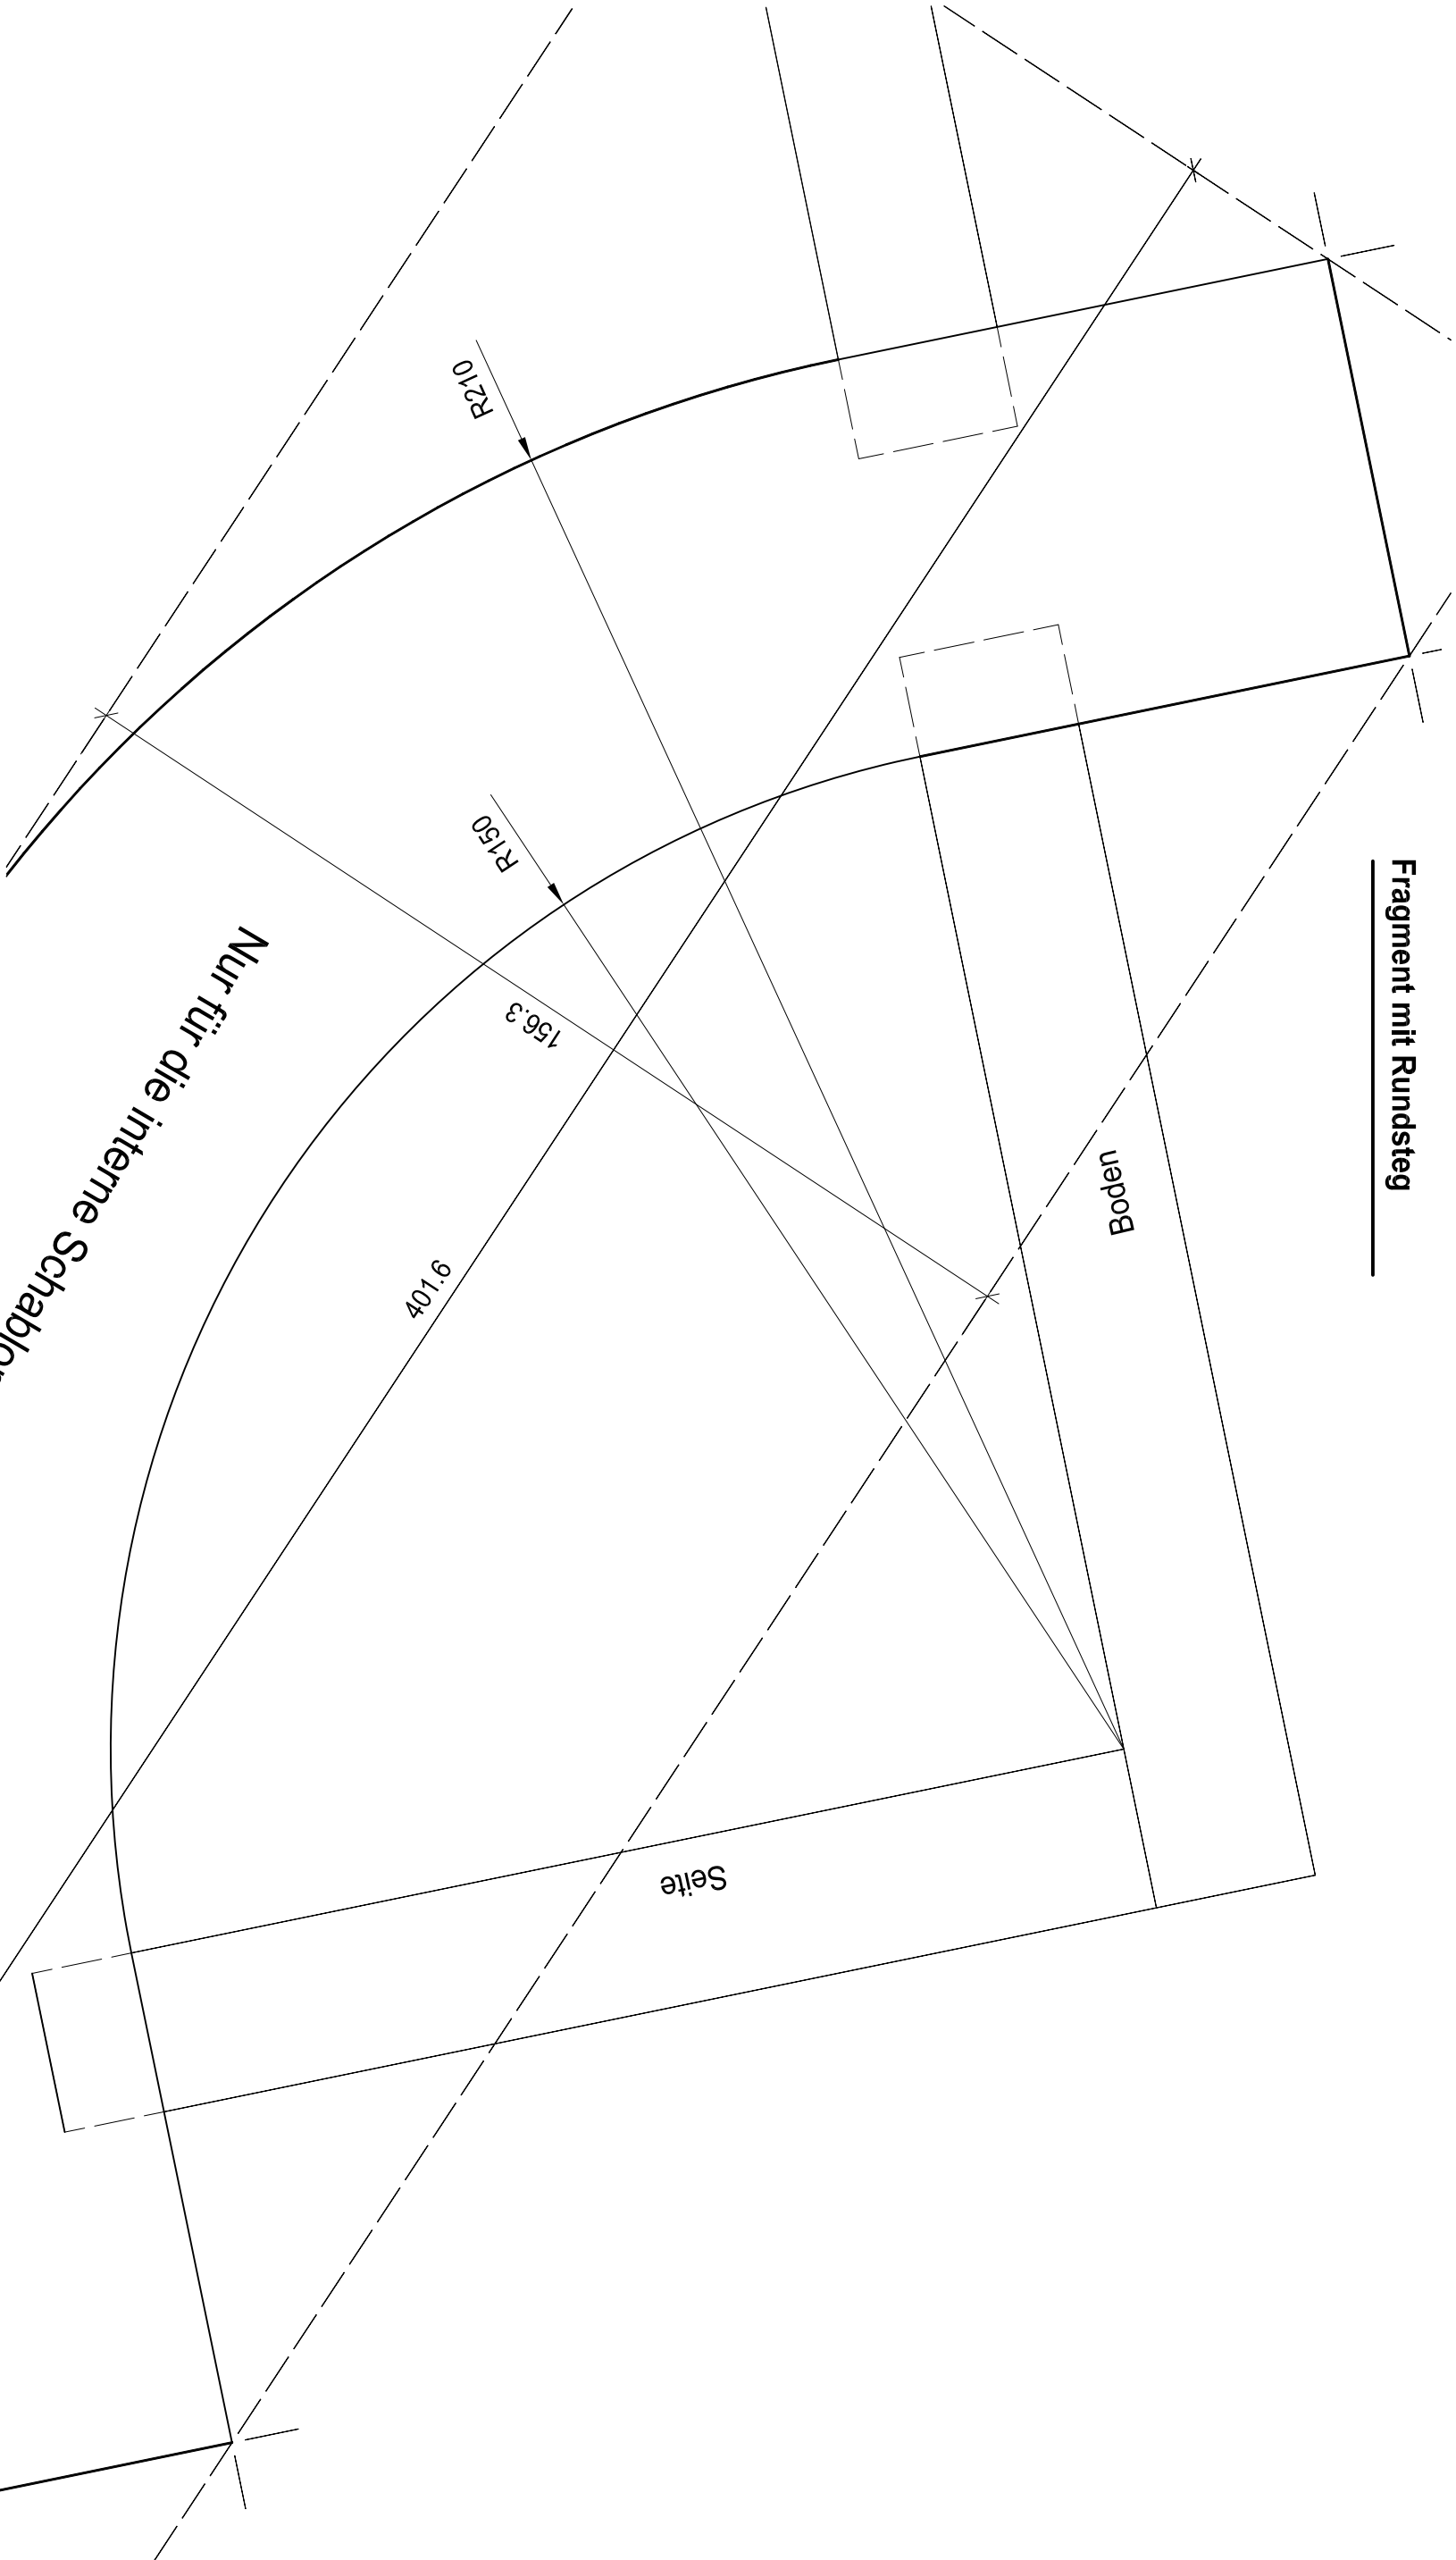 Fragment mit Rundsteg
R210
R150
156.3
Boden
401.6
Nur für die interne
Seite